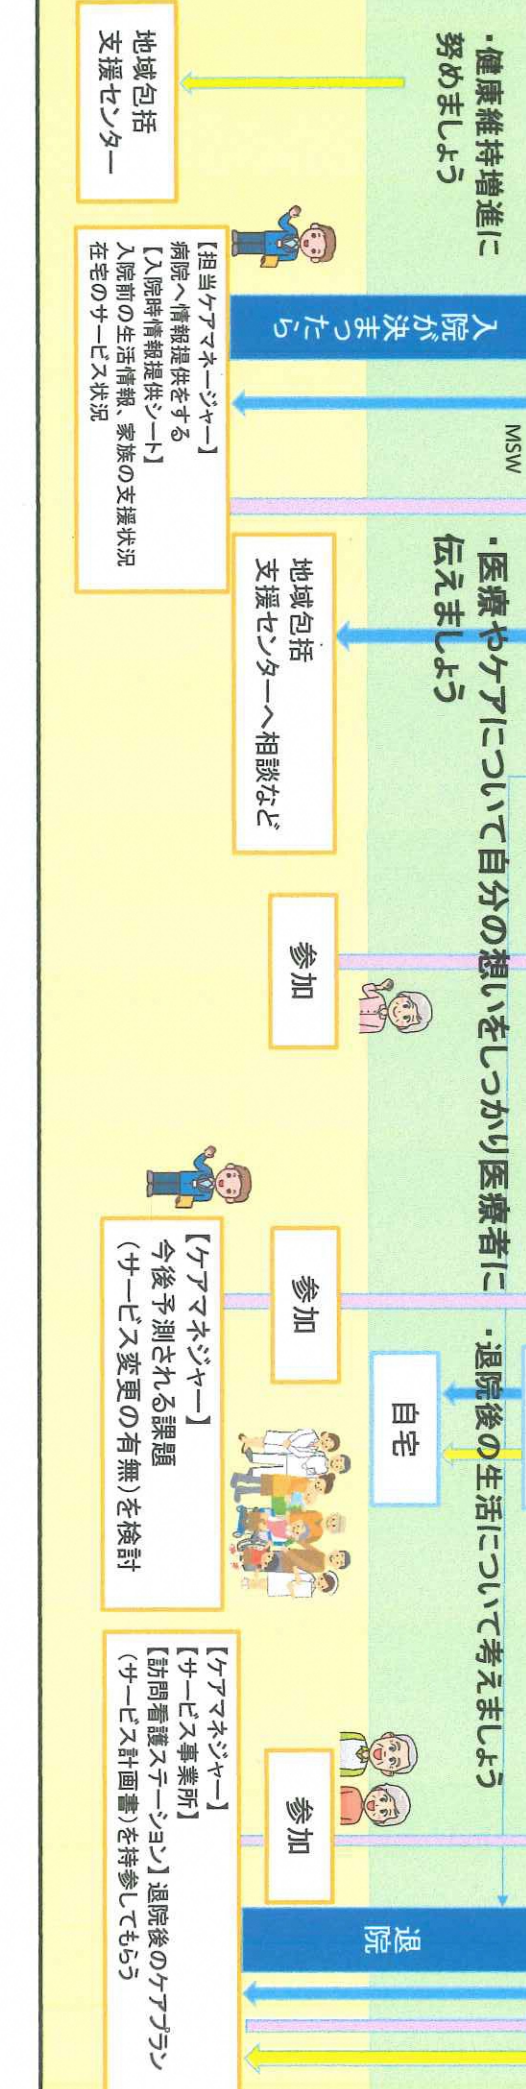 ・健康維持増進に
努めましょう
地域包括
支援センター
入院が決まったら
MSW
【担当ケアマネージャー】
病院へ情報提供をする
【入院時情報提供シート】
入院前の生活情報、家族の支援状況
在宅のサービス状況
・医療やケアについて自分の想いをしっかり医療者に
伝えましょう
地域包括
支援センターへ相談など
参加
参加
【ケアマネジャー】
今後予測される課題
(サービス変更の有無)を検討
・退院後の生活について考えましょう
自宅
参加
【ケアマネジャー】
【サービス事業所】
【訪問看護ステーション】退院後のケアプラン
(サービス計画書)を持参してもらう
退院